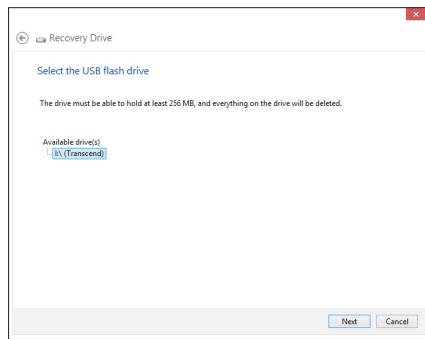 Recovery Drive
Select the USB flash drive
The drive must be able to hold at least 256 MB, and everything on the drive will be deleted.
Available drive(s)
I:\ (Transcend)
Next Cancel